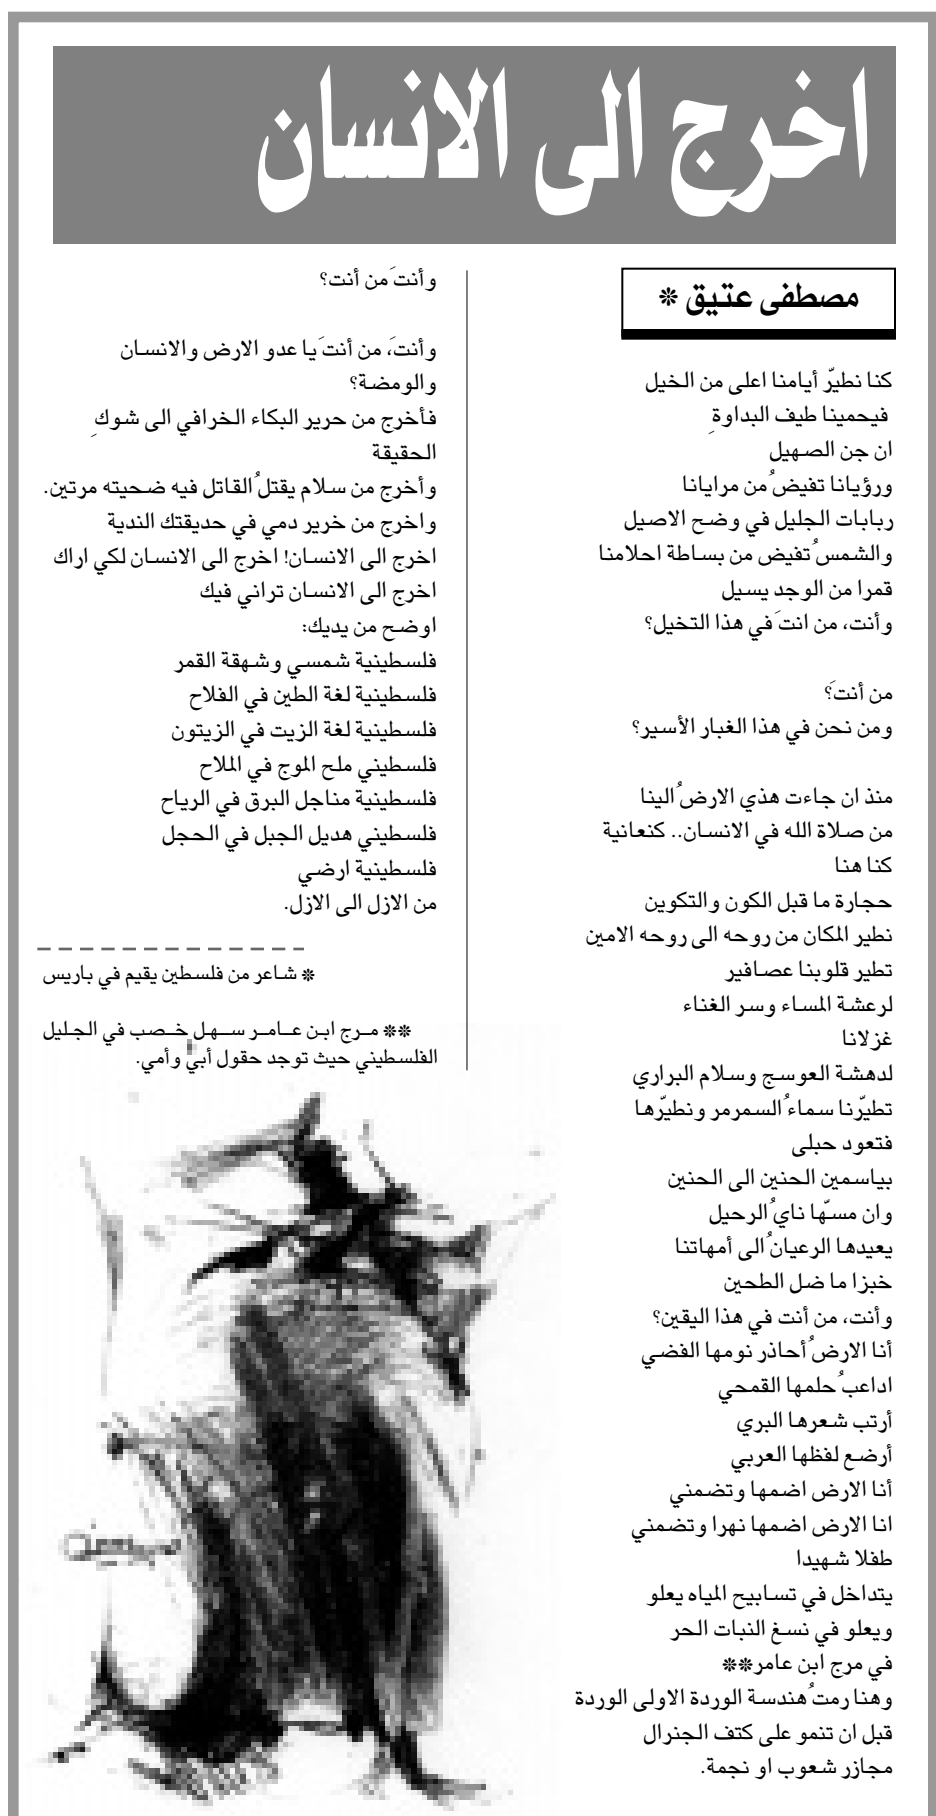 اخرج الى الانسان
مصطفى عتيق *
كنا نطيرّ أيامنا اعلى من الخيل
فيحمينا طيف البداوةِ
ان جن الصهيل
ورؤيانا تفيضُ من مرايانا
ربابات الجليل في وضح الاصيل
والشمسُ تفيض من بساطة احلامنا
قمرا من الوجد يسيل
وأنت، من انتَ في هذا التخيل؟
من أنتَ؟
ومن نحن في هذا الغبار الأسير؟
منذ ان جاءت هذي الارضُ الينا
من صلاة الله في الانسان.. كنعانية
كنا هنا
حجارة ما قبل الكون والتكوين
نطير المكان من روحه الى روحه الامين
تطير قلوبنا عصافير
لرعشة المساء وسر الغناء
غزلانا
لدهشة العوسج وسلام البراري
تطيرّنا سماءُ السمرمر ونطيرّها
فتعود حبلى
بياسمين الحنين الى الحنين
وان مسّها نايُ الرحيل
يعيدها الرعيانُ الى أمهاتنا
خبزا ما ضل الطحين
وأنت، من أنت في هذا اليقين؟
أنا الارضُ أحاذر نومها الفضي
اداعبُ حلمها القمحي
أرتب شعرها البري
أرضع لفظها العربي
أنا الارض اضمها وتضمني
انا الارض اضمها نهرا وتضمني
طفلا شهيدا
يتداخل في تسابيح المياه يعلو
ويعلو في نسغ النبات الحر
في مرج ابن عامر**
وهنا رمتُ هندسة الوردة الاولى الوردة
قبل ان تنمو على كتف الجنرال
مجازر شعوب او نجمة.
وأنتَ من أنت؟
وأنتَ، من أنتَ يا عدو الارض والانسان
والومضة؟
فأخرج من حرير البكاء الخرافي الى شوكِ
الحقيقة
وأخرج من سلام يقتلُ القاتل فيه ضحيته مرتين.
واخرج من خرير دمي في حديقتك الندية
اخرج الى الانسان! اخرج الى الانسان لكي اراك
اخرج الى الانسان تراني فيك
اوضح من يديك:
فلسطينية شمسي وشهقة القمر
فلسطينية لغة الطين في الفلاح
فلسطينية لغة الزيت في الزيتون
فلسطيني ملح الموج في الملاح
فلسطينية مناجل البرق في الرياح
فلسطيني هديل الجبل في الحجل
فلسطينية ارضي
من الازل الى الازل.
* شاعر من فلسطين يقيم في باريس
** مرج ابن عامر سهل خصب في الجليل
الفلسطيني حيث توجد حقول أبي وأمي.